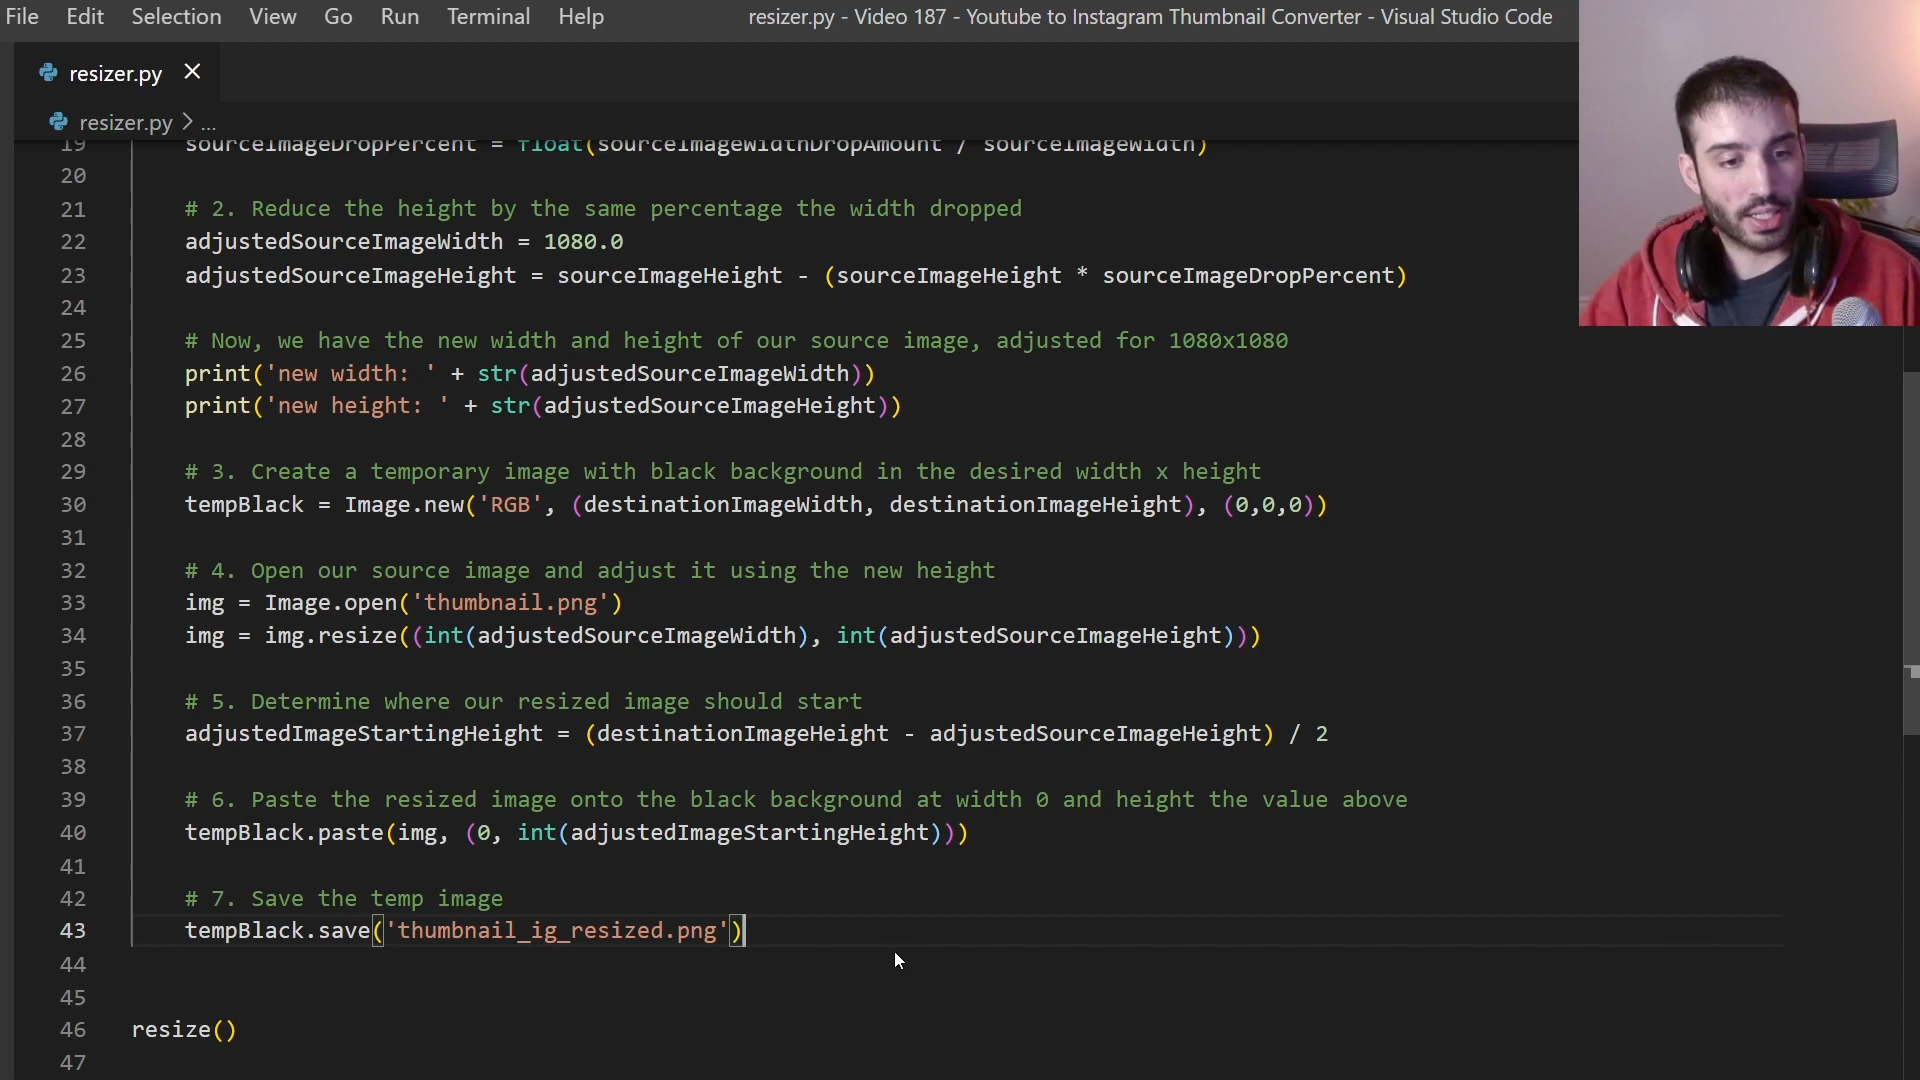 File Edit Selection View Go Run Terminal Help resizer.py - Video 187 - Youtube to Instagram Thumbnail Converter - Visual Studio Code
resizer.py
resizer.py > ...
19 sourceImageDropPercent = float(sourceImageWidthDropAmount / sourceImageWidth)
20
21 # 2. Reduce the height by the same percentage the width dropped
22 adjustedSourceImageWidth = 1080.0
23 adjustedSourceImageHeight = sourceImageHeight - (sourceImageHeight * sourceImageDropPercent)
24
25 # Now, we have the new width and height of our source image, adjusted for 1080x1080
26 print('new width: ' + str(adjustedSourceImageWidth))
27 print('new height: ' + str(adjustedSourceImageHeight))
28
29 # 3. Create a temporary image with black background in the desired width x height
30 tempBlack = Image.new('RGB', (destinationImageWidth, destinationImageHeight), (0,0,0))
31
32 # 4. Open our source image and adjust it using the new height
33 img = Image.open('thumbnail.png')
34 img = img.resize((int(adjustedSourceImageWidth), int(adjustedSourceImageHeight)))
35
36 # 5. Determine where our resized image should start
37 adjustedImageStartingHeight = (destinationImageHeight - adjustedSourceImageHeight) / 2
38
39 # 6. Paste the resized image onto the black background at width 0 and height the value above
40 tempBlack.paste(img, (0, int(adjustedImageStartingHeight)))
41
42 # 7. Save the temp image
43 tempBlack.save('thumbnail_ig_resized.png')
44
45
46 resize()
47